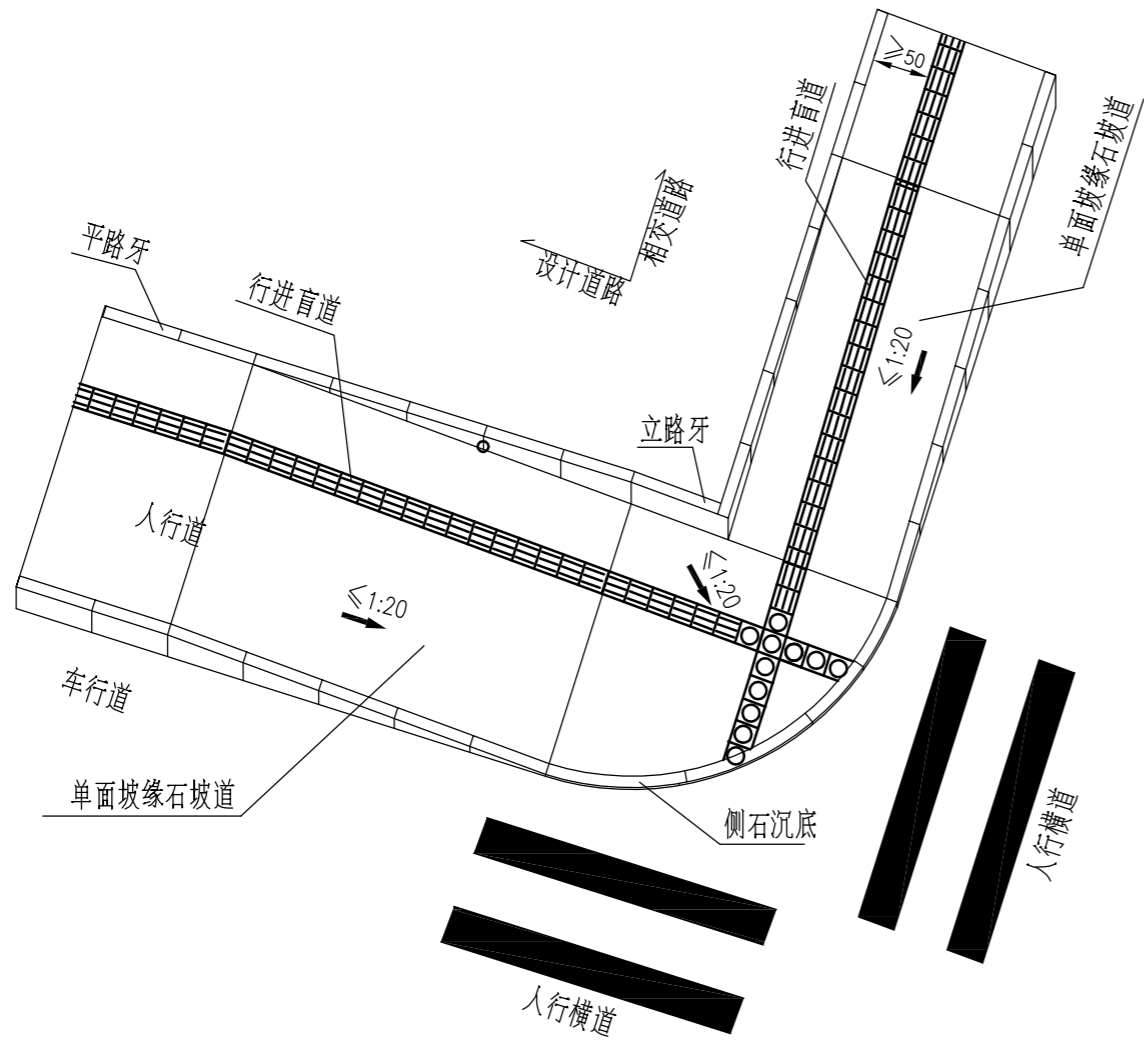 ≥50
行进盲道
单面坡缘石坡道
相交道路
设计道路
平路牙
行进盲道
≤1:20
立路牙
人行道
≤1:20
≤1:20
车行道
单面坡缘石坡道
侧石沉底
人行横道
人行横道